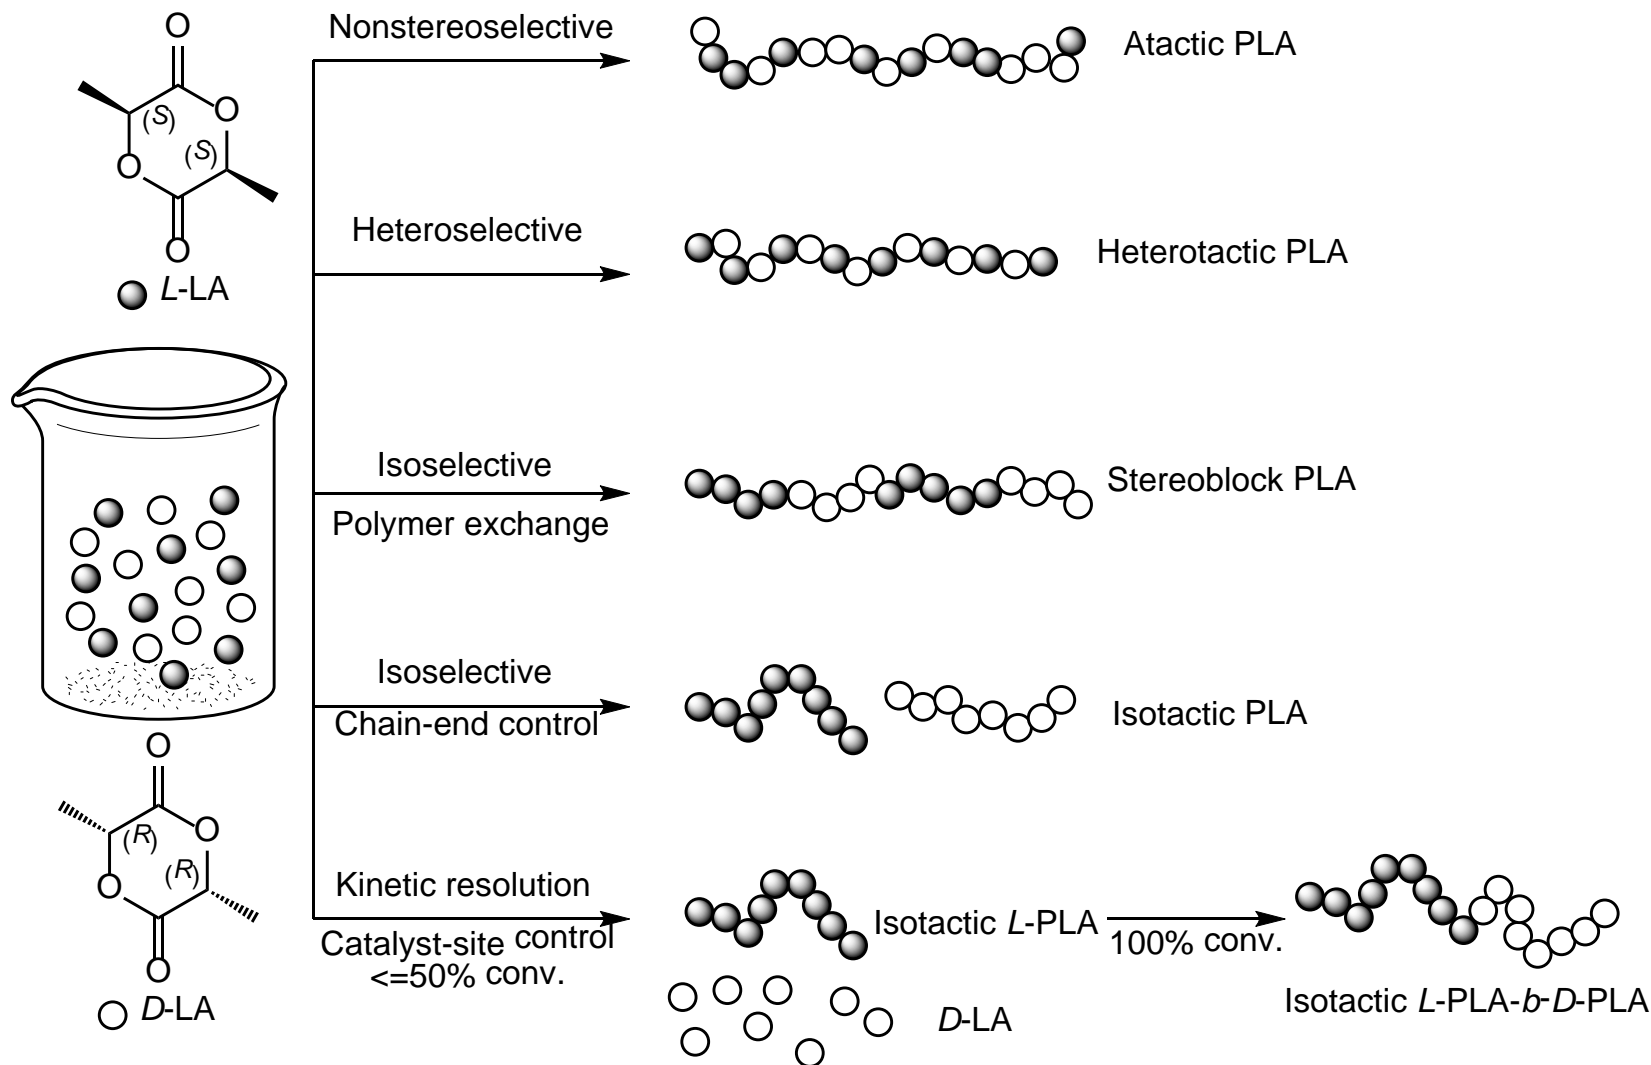 O
O
(S)
(S)
O
O
L-LA
Nonstereoselective
Atactic PLA
Heteroselective
Heterotactic PLA
Isoselective
Polymer exchange
Stereoblock PLA
Isoselective
Chain-end control
Isotactic PLA
O
O
(R)
(R)
O
O
D-LA
Kinetic resolution
Catalyst-site control
<=50% conv.
Isotactic L-PLA
D-LA
100% conv.
Isotactic L-PLA-b-D-PLA